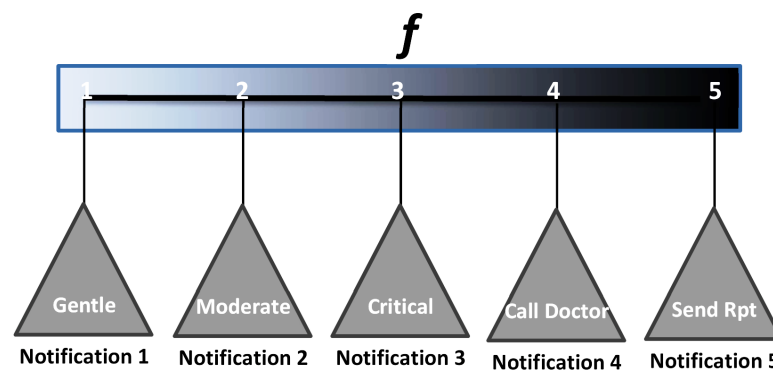 f
1 2 3 4 5
Gentle Moderate Critical Call Doctor Send Rpt
Notification 1 Notification 2 Notification 3 Notification 4 Notification 5